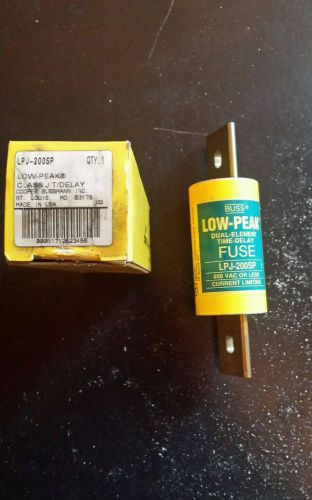 LPJ-200SP QTY.1
LOW-PEAK®
CLASS J T/DELAY
COOPER BUSSMANN INC.
ST. LOUIS, MO 63178
MADE IN USA
BUSS
LOW-PEAK
DUAL-ELEMENT
TIME-DELAY
FUSE
LPJ-200SP
600 VAC OR LESS
CURRENT LIMITING